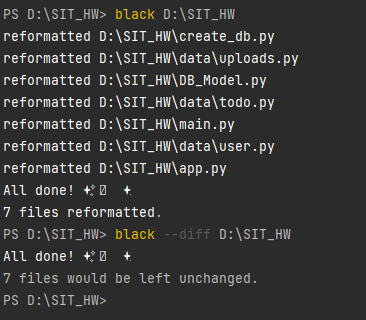 PS D:\SIT_HW> black D:\SIT_HW
reformatted D:\SIT_HW\create_db.py
reformatted D:\SIT_HW\data\uploads.py
reformatted D:\SIT_HW\DB_Model.py
reformatted D:\SIT_HW\data\todo.py
reformatted D:\SIT_HW\main.py
reformatted D:\SIT_HW\data\user.py
reformatted D:\SIT_HW\app.py
All done!
7 files reformatted.
PS D:\SIT_HW> black --diff D:\SIT_HW
All done!
7 files would be left unchanged.
PS D:\SIT_HW>